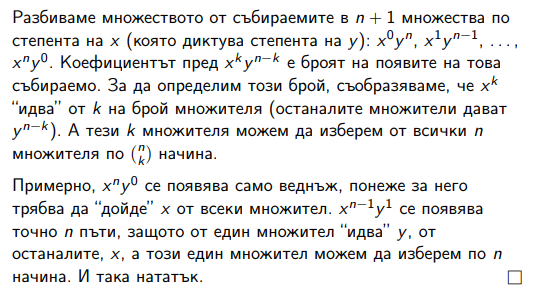 Разбиваме множеството от събираемите в n + 1 множества по
степента на x (която диктува степента на y): x⁰yⁿ, x¹yⁿ⁻¹, . . . ,
xⁿy⁰. Коефициентът пред xᵏyⁿ⁻ᵏ е броят на появите на това
събираемо. За да определим този брой, съобразяваме, че xᵏ
“идва” от k на брой множителя (останалите множители дават
yⁿ⁻ᵏ). А тези k множителя можем да изберем от всички n
множителя по (n k) начина.
Примерно, xⁿy⁰ се появява само веднъж, понеже за него
трябва да “дойде” x от всеки множител. xⁿ⁻¹y¹ се появява
точно n пъти, защото от един множител “идва” y, от
останалите, x, а този един множител можем да изберем по n
начина. И така нататък. □